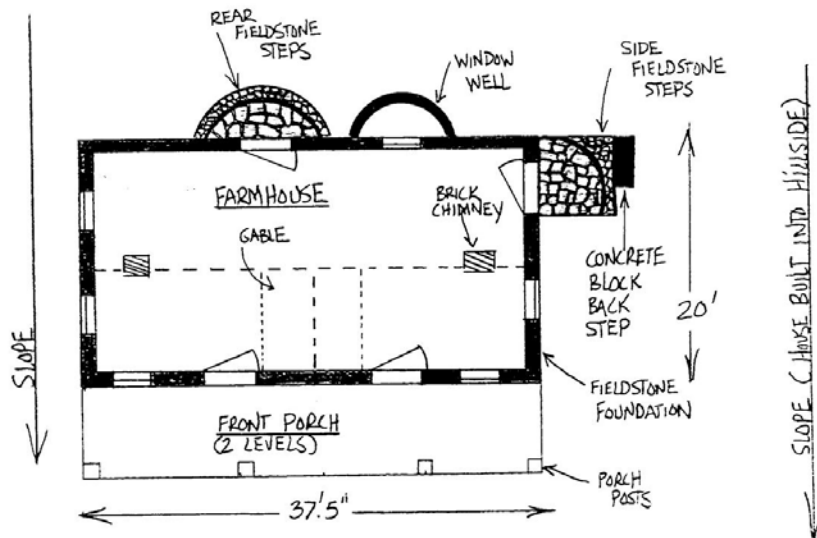 REAR
FIELDSTONE
STEPS
WINDOW
WELL
SIDE
FIELDSTONE
STEPS
FARMHOUSE
BRICK
CHIMNEY
GABLE
CONCRETE
BLOCK
BACK
STEP
20'
SLOPE
SLOPE (HOUSE BUILT INTO HILLSIDE)
FIELDSTONE
FOUNDATION
FRONT PORCH
(2 LEVELS)
PORCH
POSTS
37'.5"